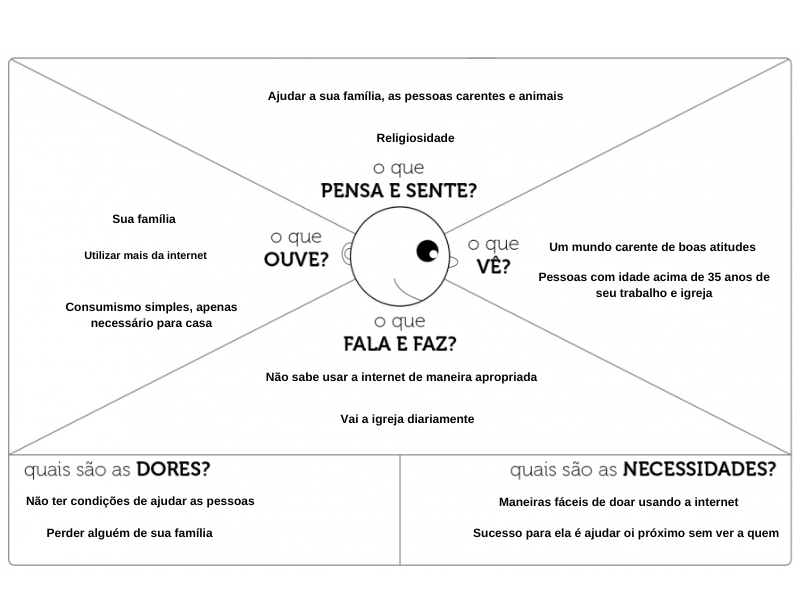 Ajudar a sua família, as pessoas carentes e animais
Religiosidade
o que
PENSA E SENTE?
Sua família
Utilizar mais da internet
Consumismo simples, apenas
necessário para casa
o que
OUVE?
o que
VÊ?
Um mundo carente de boas atitudes
Pessoas com idade acima de 35 anos de
seu trabalho e igreja
o que
FALA E FAZ?
Não sabe usar a internet de maneira apropriada
Vai a igreja diariamente
quais são as DORES?
Não ter condições de ajudar as pessoas
Perder alguém de sua família
quais são as NECESSIDADES?
Maneiras fáceis de doar usando a internet
Sucesso para ela é ajudar oi próximo sem ver a quem